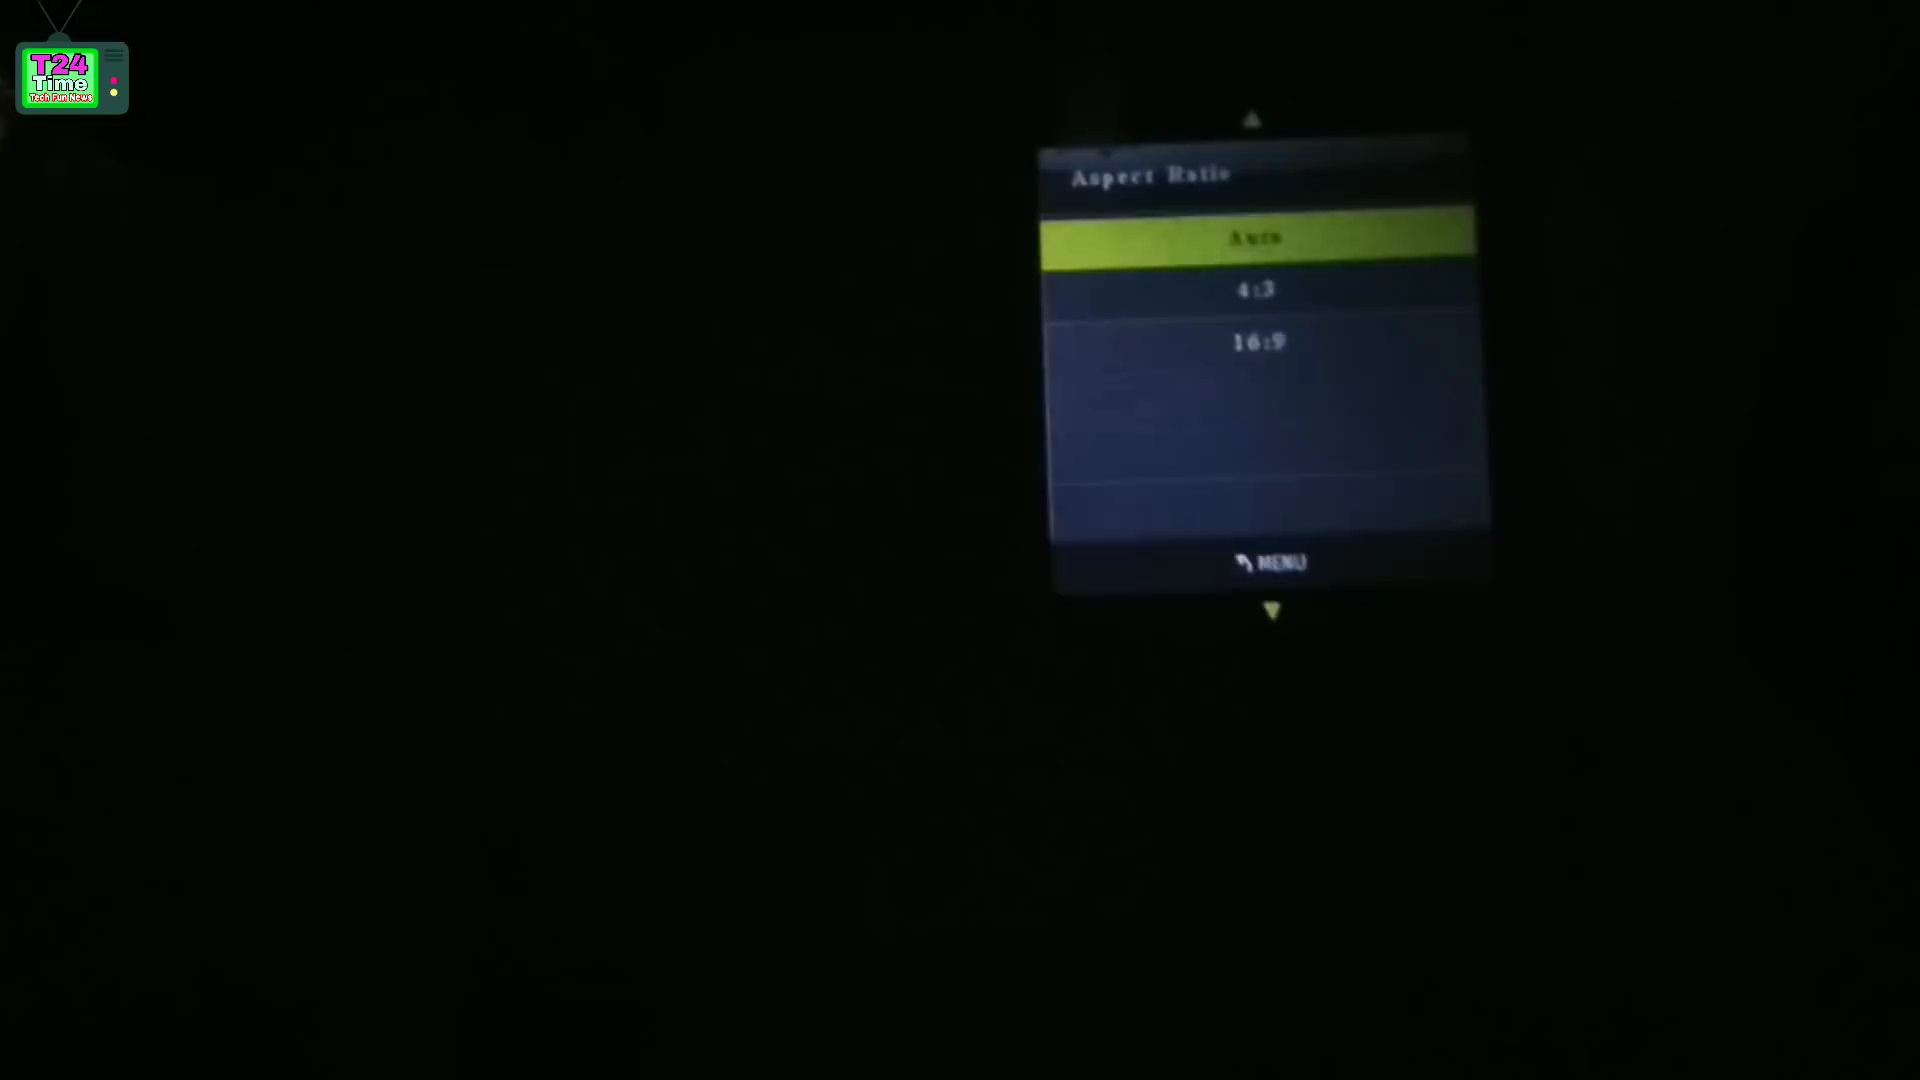 T24
Time
Tech Fun News
Aspect Ratio
Auto
4:3
16:9
MENU